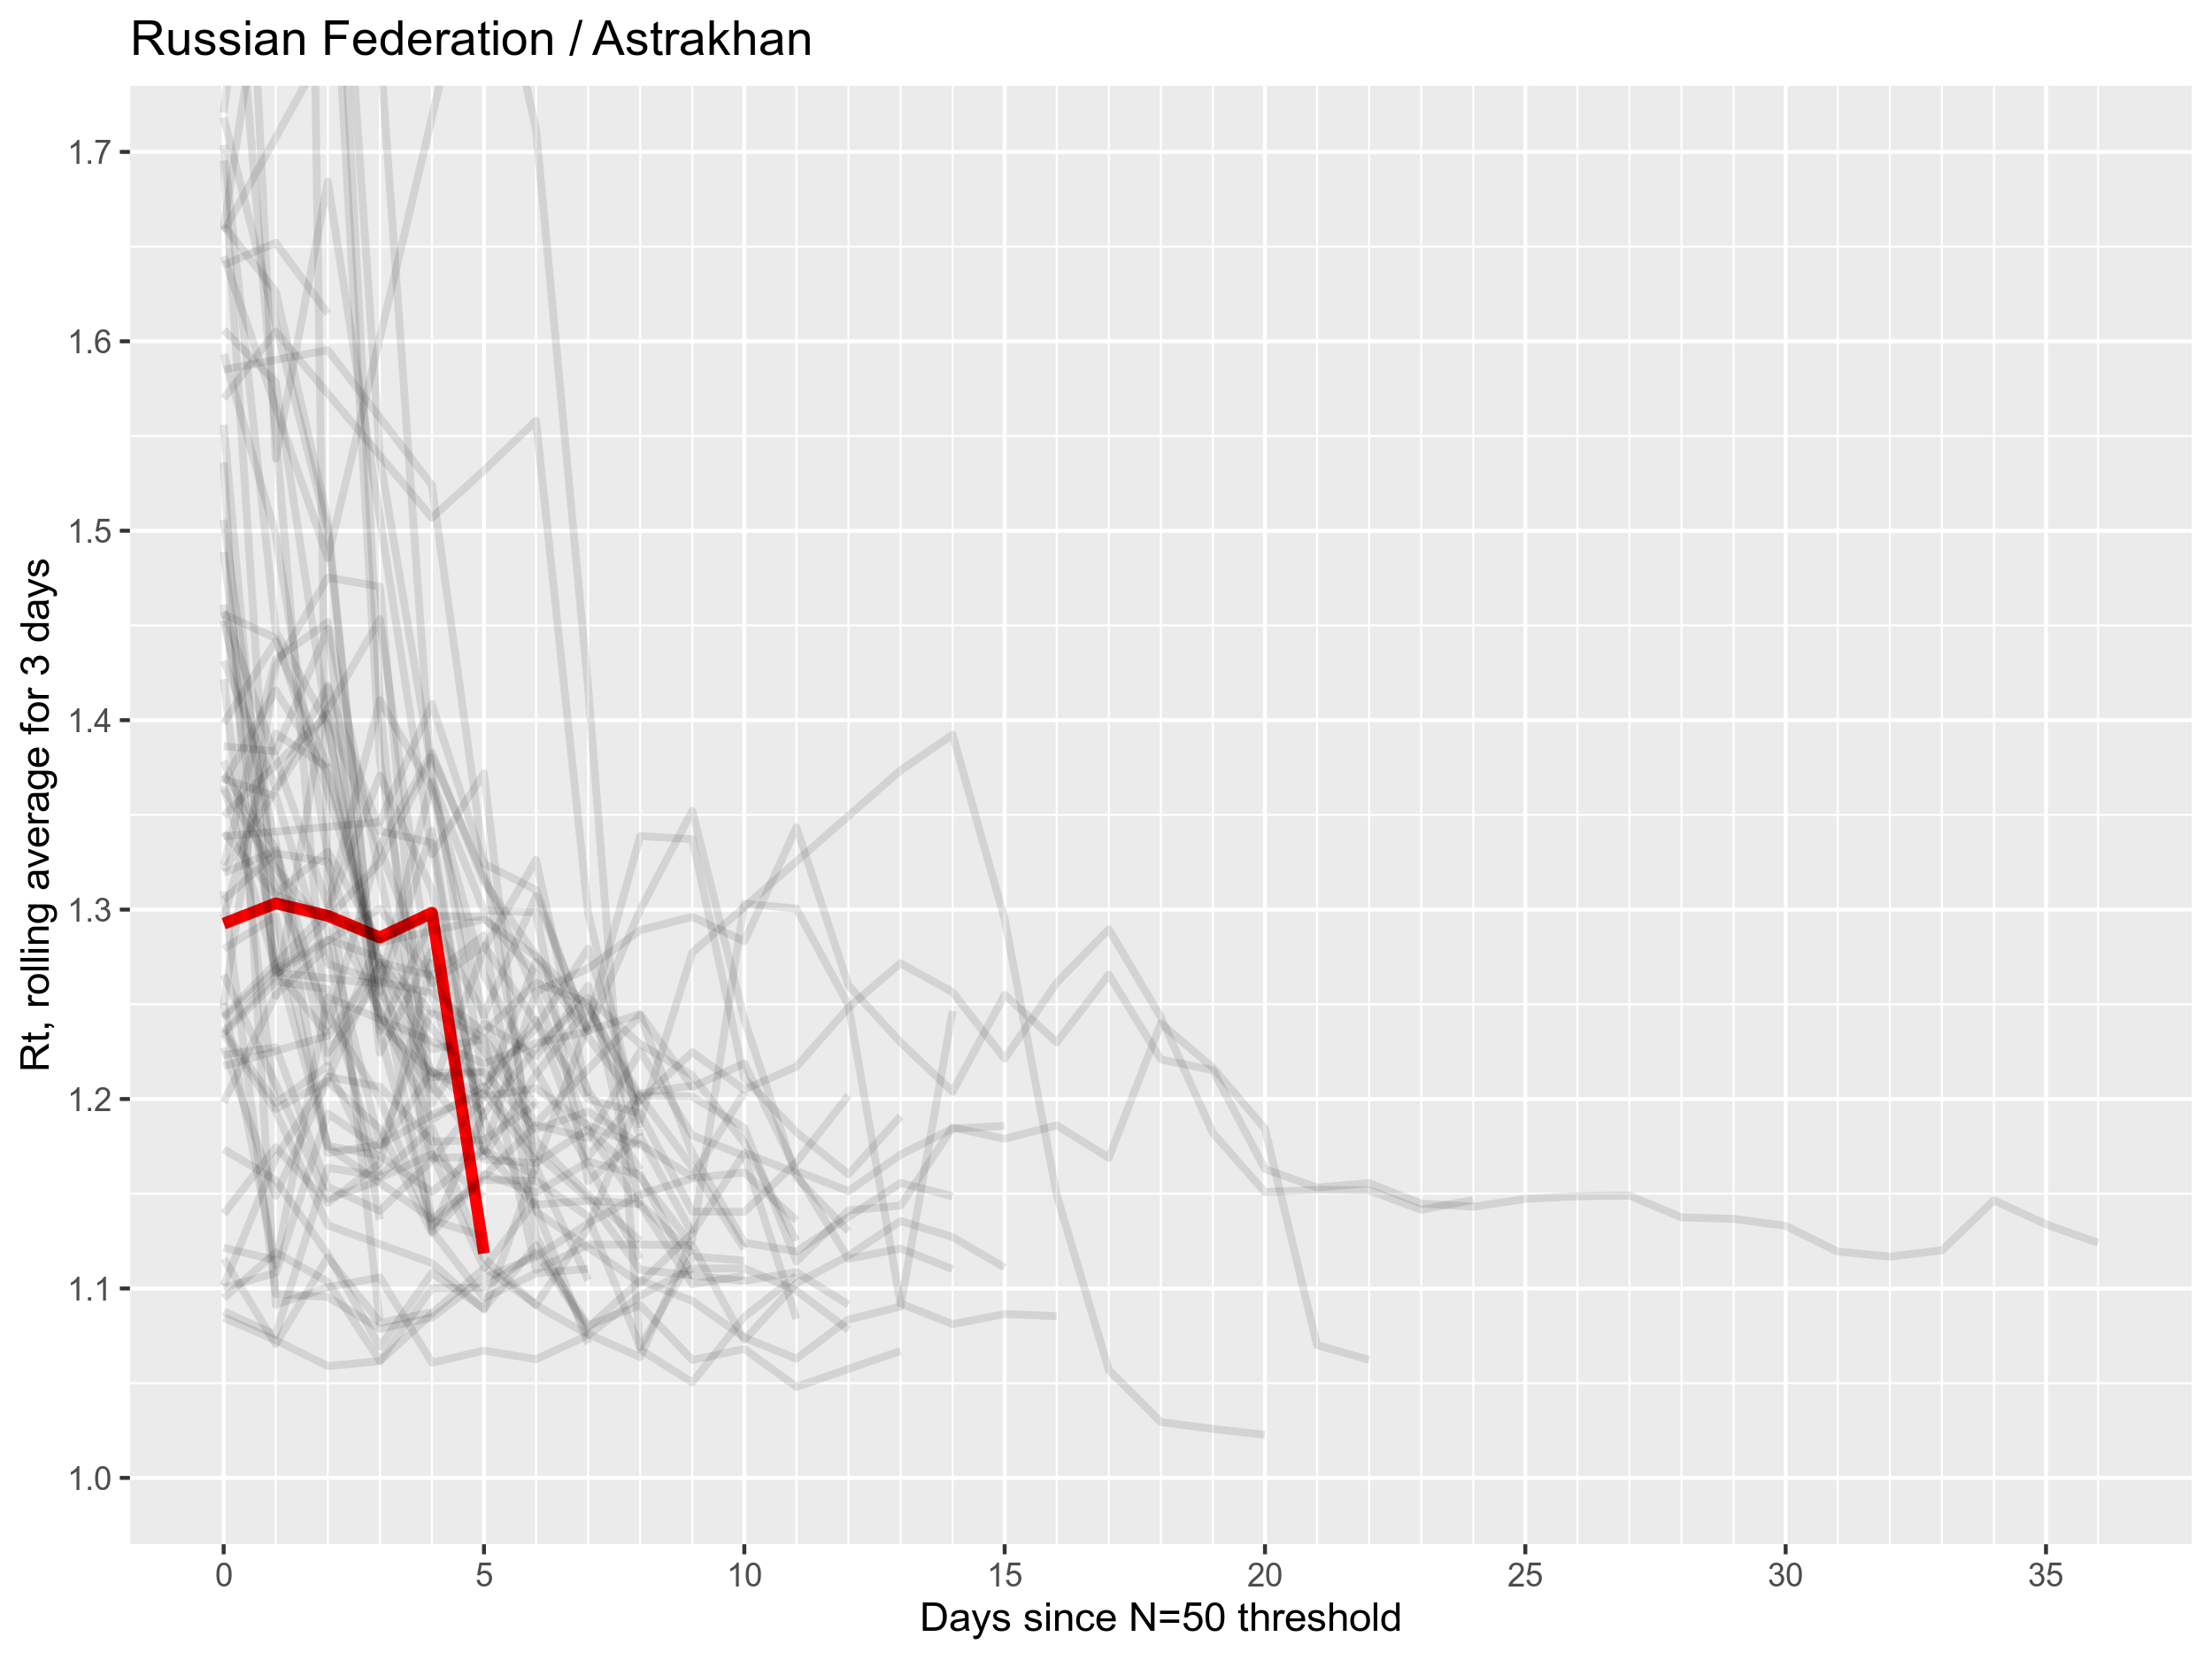 Russian Federation / Astrakhan
Rt, rolling average for 3 days
1.7
1.6
1.5
1.4
1.3
1.2
1.1
1.0
0 5 10 15 20 25 30 35
Days since N=50 threshold